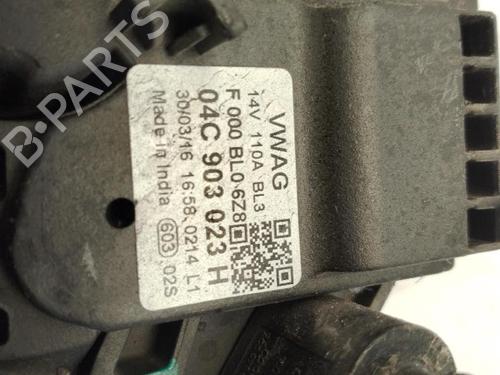 VWAG
14V 110A BL3
F 000 BL0 6Z8
04C 903 023 H
30/03/16 16:58 0214 L1
Made in India 603 02S
B-PARTS